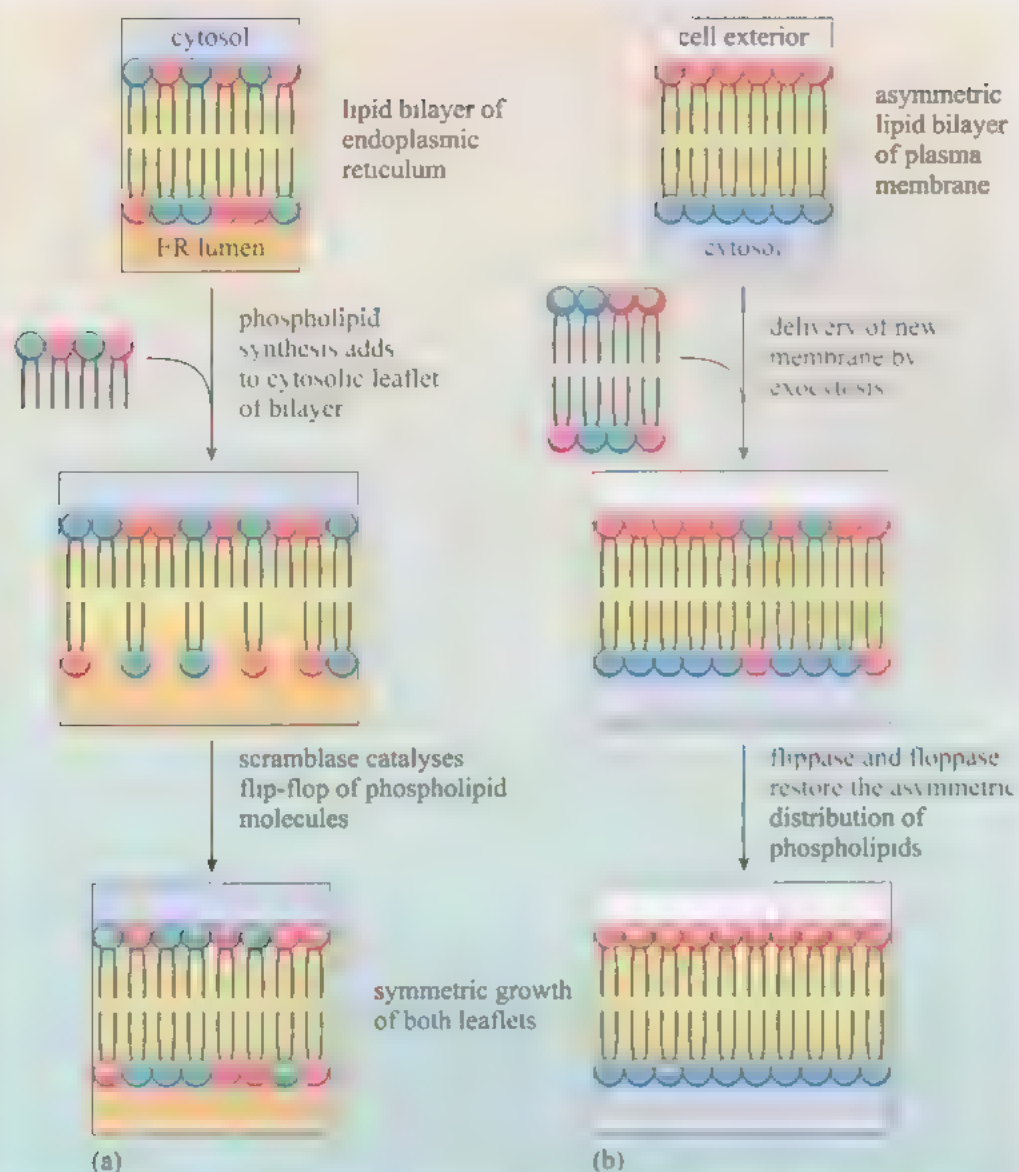 cytosol
lipid bilayer of
endoplasmic
reticulum
ER lumen
phospholipid
synthesis adds
to cytosolic leaflet
of bilayer
scramblase catalyses
flip-flop of phospholipid
molecules
symmetric growth
of both leaflets
(a)
cell exterior
asymmetric
lipid bilayer
of plasma
membrane
cytosol
delivery of new
membrane by
exocytosis
flippase and floppase
restore the asymmetric
distribution of
phospholipids
(b)